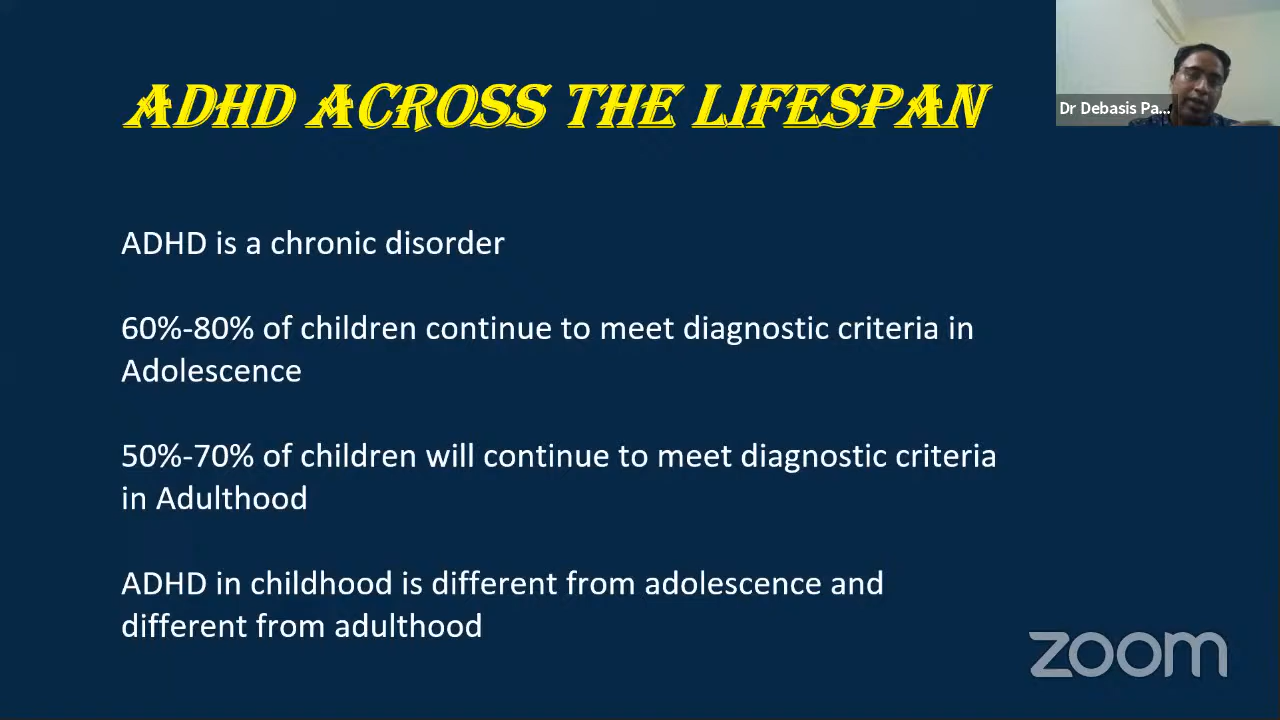 ADHD ACROSS THE LIFESPAN
Dr Debasis Pa...
ADHD is a chronic disorder
60%-80% of children continue to meet diagnostic criteria in
Adolescence
50%-70% of children will continue to meet diagnostic criteria
in Adulthood
ADHD in childhood is different from adolescence and
different from adulthood
zoom